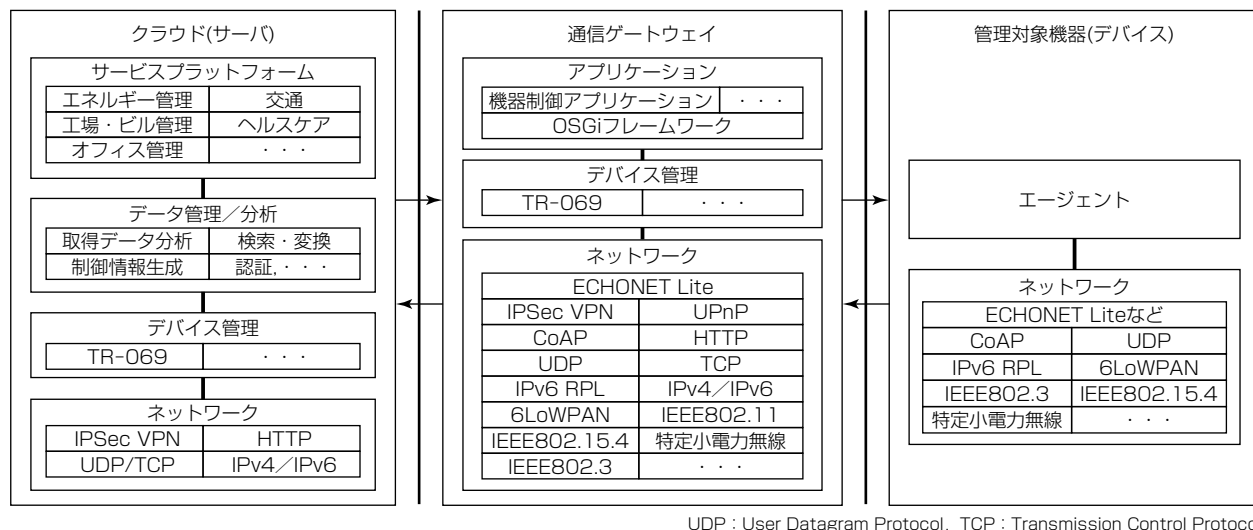 クラウド(サーバ)
サービスプラットフォーム
エネルギー管理 交通
工場・ビル管理 ヘルスケア
オフィス管理 ・・・
データ管理／分析
取得データ分析 検索・変換
制御情報生成 認証,・・・
デバイス管理
TR-069 ・・・
ネットワーク
IPSec VPN HTTP
UDP/TCP IPv4／IPv6
通信ゲートウェイ
アプリケーション
機器制御アプリケーション ・・・
OSGiフレームワーク
デバイス管理
TR-069 ・・・
ネットワーク
ECHONET Lite
IPSec VPN UPnP
CoAP HTTP
UDP TCP
IPv6 RPL IPv4／IPv6
6LoWPAN IEEE802.11
IEEE802.15.4 特定小電力無線
IEEE802.3 ・・・
管理対象機器(デバイス)
エージェント
ネットワーク
ECHONET Liteなど
CoAP UDP
IPv6 RPL 6LoWPAN
IEEE802.3 IEEE802.15.4
特定小電力無線 ・・・
UDP：User Datagram Protocol, TCP：Transmission Control Protoco